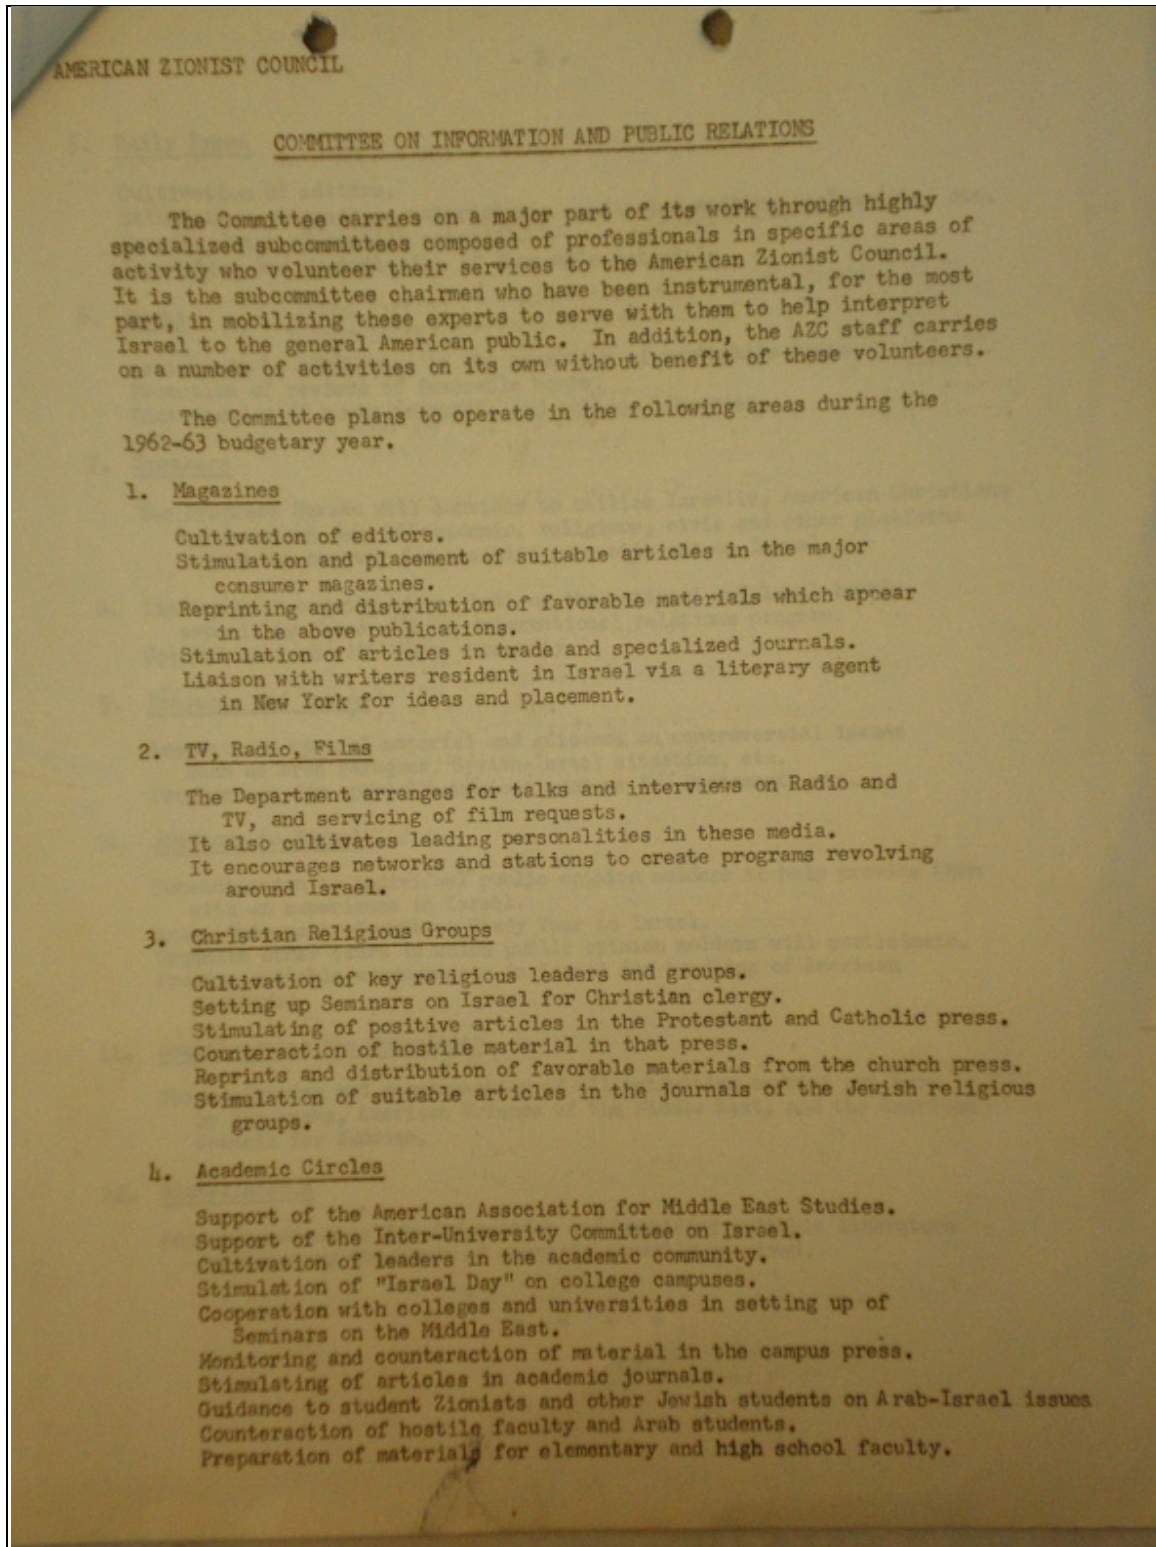 AMERICAN ZIONIST COUNCIL
COMMITTEE ON INFORMATION AND PUBLIC RELATIONS
The Committee carries on a major part of its work through highly
specialized subcommittees composed of professionals in specific areas of
activity who volunteer their services to the American Zionist Council.
It is the subcommittee chairmen who have been instrumental, for the most
part, in mobilizing these experts to serve with them to help interpret
Israel to the general American public. In addition, the AZC staff carries
on a number of activities on its own without benefit of these volunteers.
The Committee plans to operate in the following areas during the
1962-63 budgetary year.
1. Magazines
Cultivation of editors.
Stimulation and placement of suitable articles in the major
consumer magazines.
Reprinting and distribution of favorable materials which appear
in the above publications.
Stimulation of articles in trade and specialized journals.
Liaison with writers resident in Israel via a literary agent
in New York for ideas and placement.
2. TV, Radio, Films
The Department arranges for talks and interviews on Radio and
TV, and servicing of film requests.
It also cultivates leading personalities in these media.
It encourages networks and stations to create programs revolving
around Israel.
3. Christian Religious Groups
Cultivation of key religious leaders and groups.
Setting up Seminars on Israel for Christian clergy.
Stimulating of positive articles in the Protestant and Catholic press.
Counteraction of hostile material in that press.
Reprints and distribution of favorable materials from the church press.
Stimulation of suitable articles in the journals of the Jewish religious
groups.
4. Academic Circles
Support of the American Association for Middle East Studies.
Support of the Inter-University Committee on Israel.
Cultivation of leaders in the academic community.
Stimulation of "Israel Day" on college campuses.
Cooperation with colleges and universities in setting up of
Seminars on the Middle East.
Monitoring and counteraction of material in the campus press.
Stimulating of articles in academic journals.
Guidance to student Zionists and other Jewish students on Arab-Israel issues
Counteraction of hostile faculty and Arab students.
Preparation of materials for elementary and high school faculty.